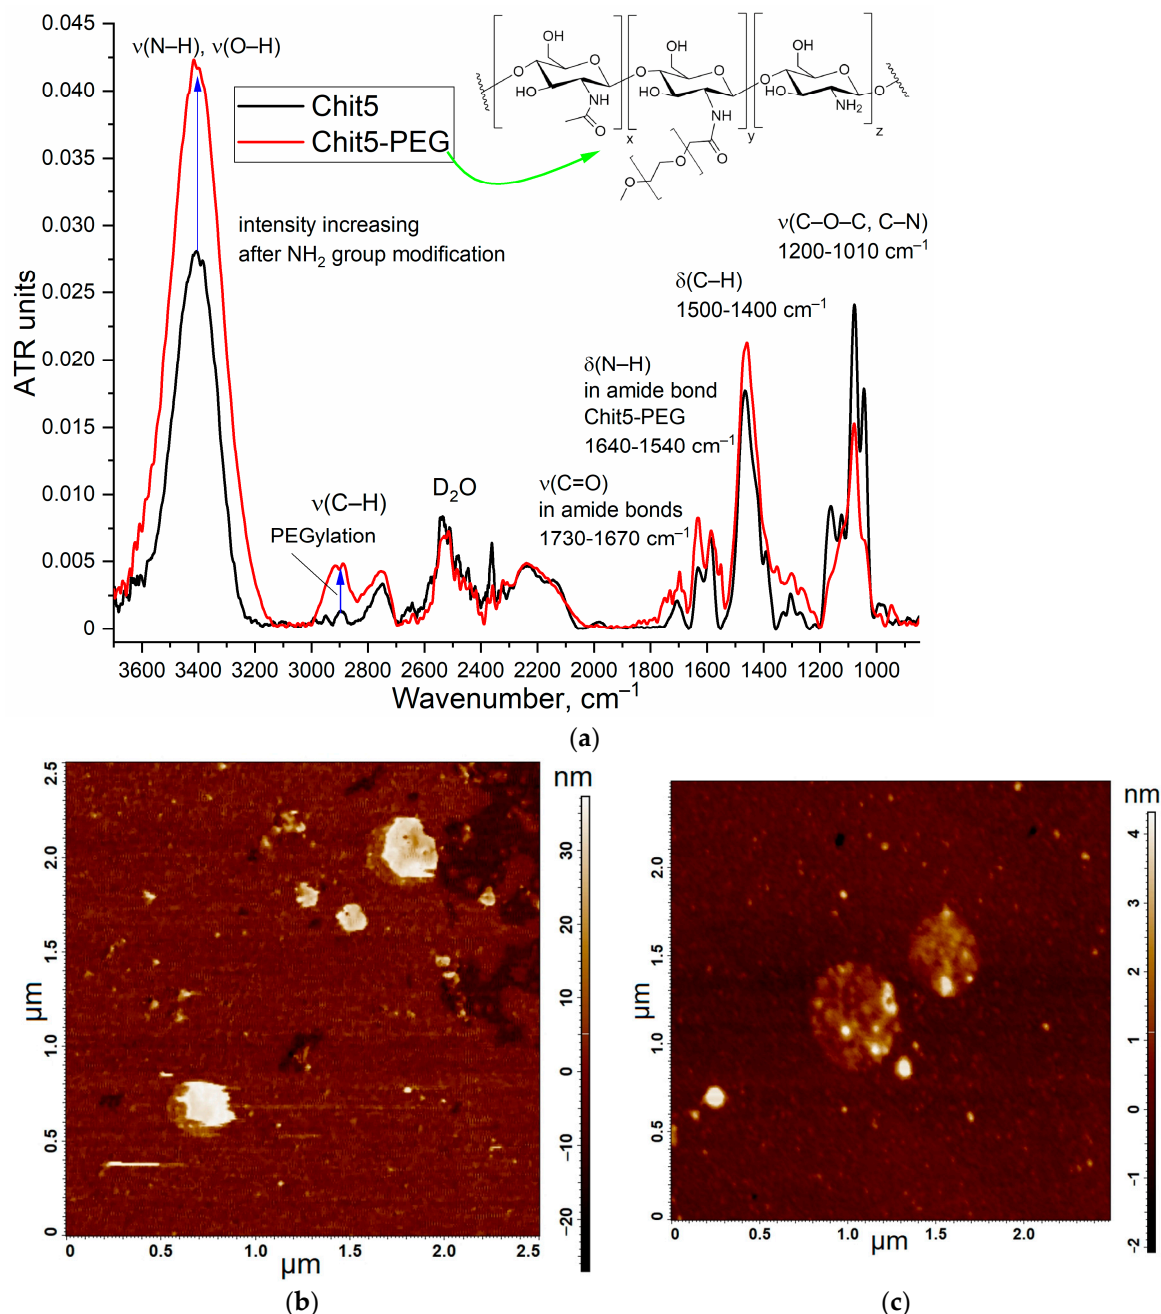 ν(N–H), ν(O–H)
Chit5
Chit5-PEG
intensity increasing
after NH2 group modification
ν(C–H)
PEGylation
D2O
ν(C=O)
in amide bonds
1730-1670 cm–1
δ(N–H)
in amide bond
Chit5-PEG
1640-1540 cm–1
δ(C–H)
1500-1400 cm–1
ν(C–O–C, C–N)
1200-1010 cm–1
OH
O
O
HO
NH
O
x
OH
O
O
HO
NH
O
O
O
y
OH
O
O
HO
NH2
O
z
ATR units
0.045
0.040
0.035
0.030
0.025
0.020
0.015
0.010
0.005
0
3600 3400 3200 3000 2800 2600 2400 2200 2000 1800 1600 1400 1200 1000
Wavenumber, cm–1
(a)
nm
30
20
10
0
−10
−20
2.5
2.0
1.5
1.0
0.5
0
μm
0 0.5 1.0 1.5 2.0 2.5
μm
(b)
nm
4
3
2
1
0
-1
-2
2.0
1.5
1.0
0.5
0
μm
0 0.5 1.0 1.5 2.0
μm
(c)